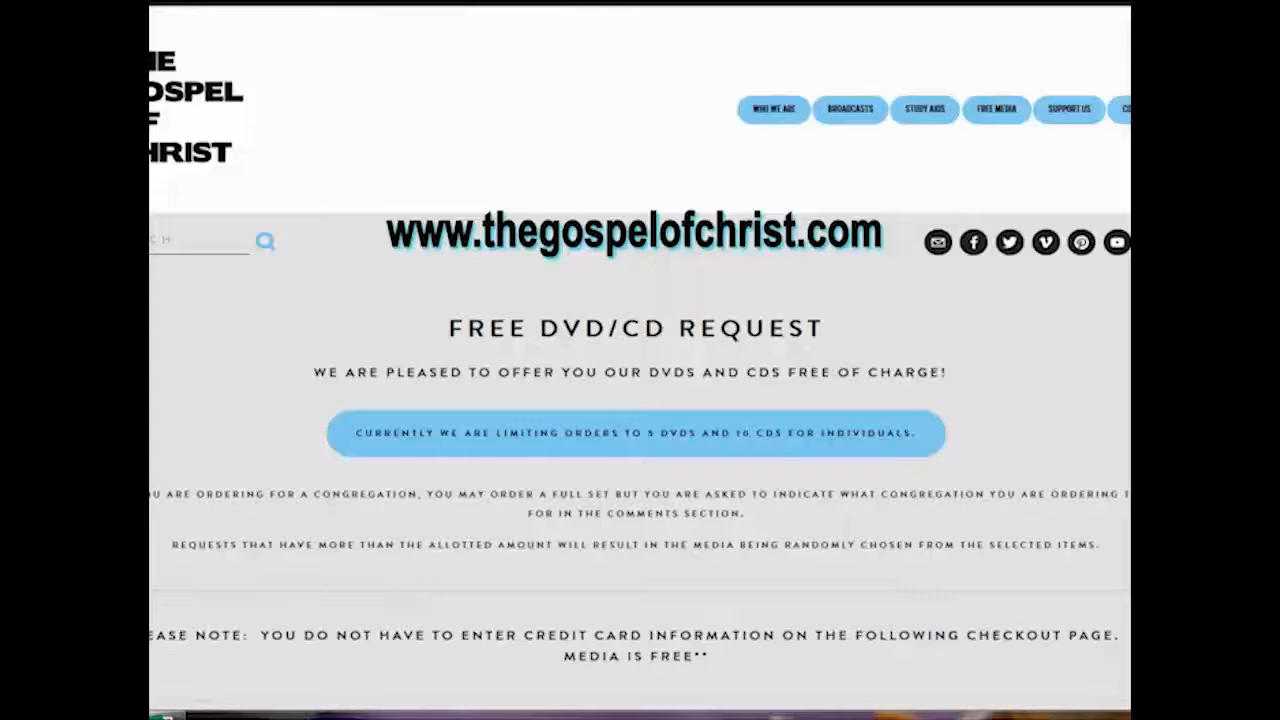 HE
OSPEL
F
HRIST
WHO WE ARE BROADCASTS STUDY AIDS FREE MEDIA SUPPORT US CO
CH
www.thegospelofchrist.com
FREE DVD/CD REQUEST
WE ARE PLEASED TO OFFER YOU OUR DVDS AND CDS FREE OF CHARGE!
CURRENTLY WE ARE LIMITING ORDERS TO 5 DVDS AND 10 CDS FOR INDIVIDUALS.
OU ARE ORDERING FOR A CONGREGATION, YOU MAY ORDER A FULL SET BUT YOU ARE ASKED TO INDICATE WHAT CONGREGATION YOU ARE ORDERING T
FOR IN THE COMMENTS SECTION.
REQUESTS THAT HAVE MORE THAN THE ALLOTTED AMOUNT WILL RESULT IN THE MEDIA BEING RANDOMLY CHOSEN FROM THE SELECTED ITEMS.
EASE NOTE: YOU DO NOT HAVE TO ENTER CREDIT CARD INFORMATION ON THE FOLLOWING CHECKOUT PAGE.
MEDIA IS FREE**